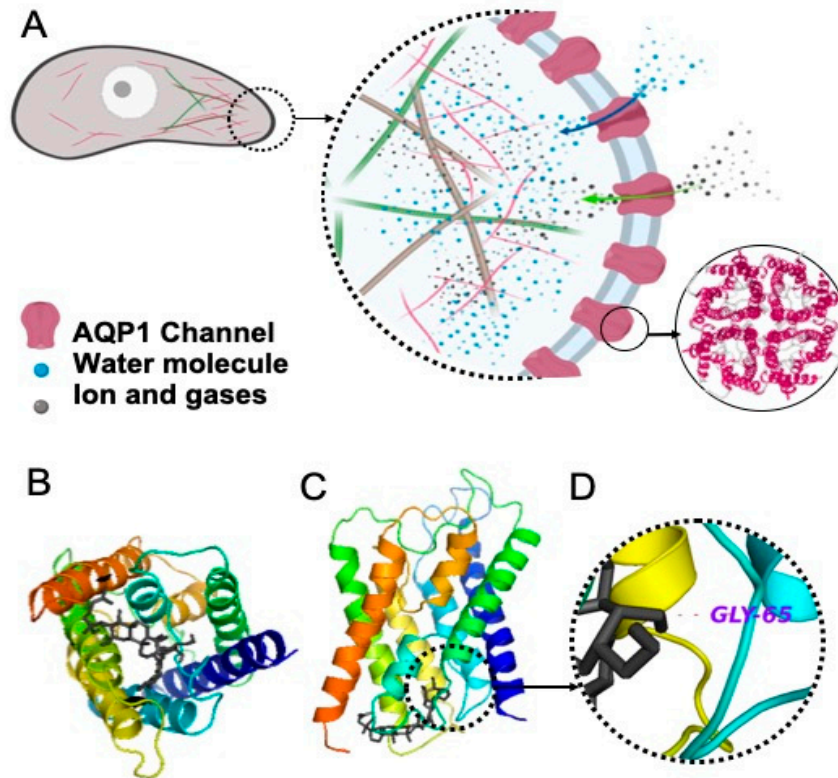 A
AQP1 Channel
Water molecule
Ion and gases
B
C
D
GLY-65